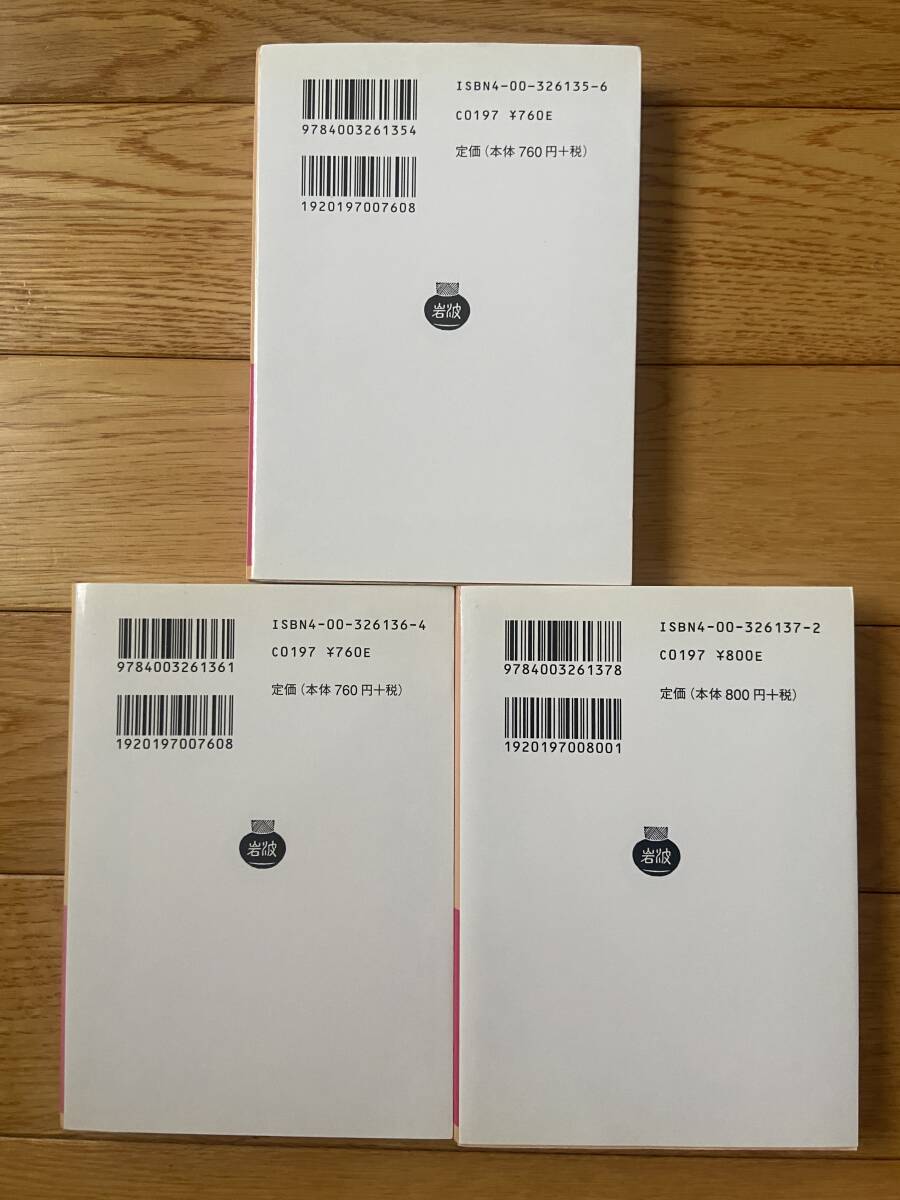 ISBN4-00-326135-6
C0197 ¥760E
9784003261354
定価(本体760円+税)
1920197007608
岩波
ISBN4-00-326136-4
C0197 ¥760E
9784003261361
定価(本体760円+税)
1920197007608
岩波
ISBN4-00-326137-2
C0197 ¥800E
9784003261378
定価(本体800円+税)
1920197008001
岩波